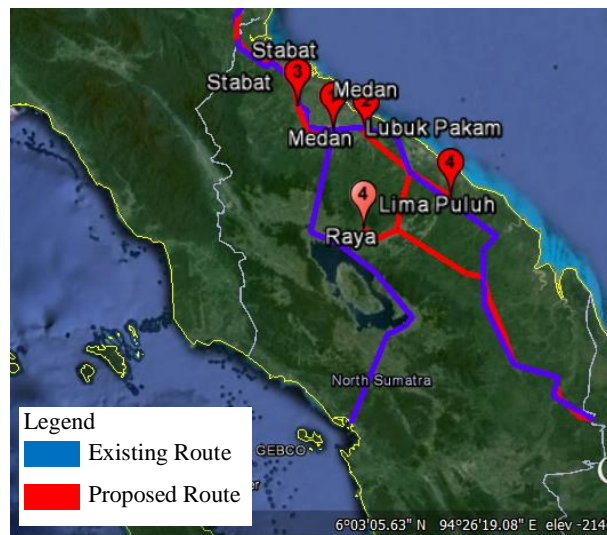 Stabat
3
Stabat
Medan
2
Medan
Lubuk Pakam
4
4
Lima Puluh
Raya
North Sumatra
Legend
Existing Route
GEBCO
Proposed Route
6°03'05.63" N 94°26'19.08" E elev -214